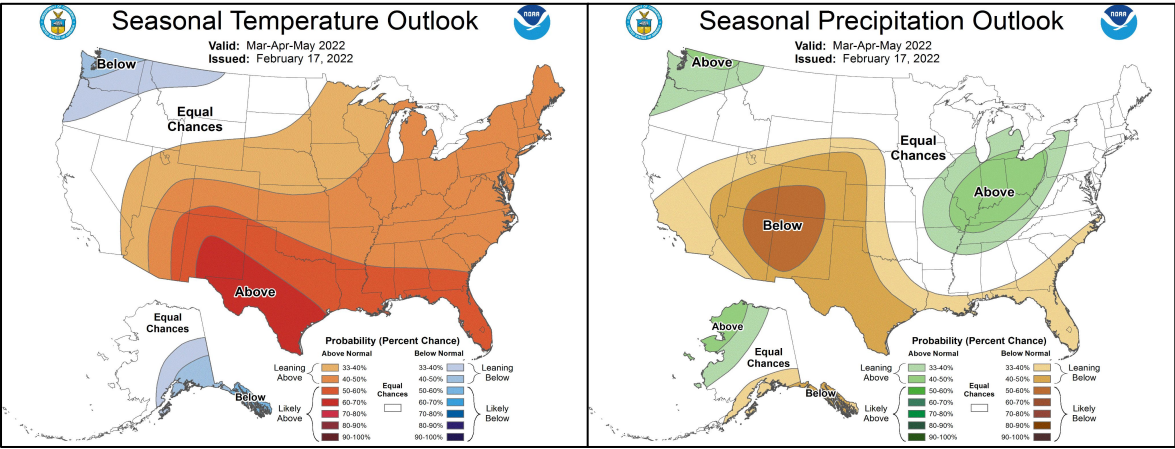 Seasonal Temperature Outlook
NOAA
Valid: Mar-Apr-May 2022
Issued: February 17, 2022
Below
Equal
Chances
Above
Equal
Chances
Below
Probability (Percent Chance)
Above Normal
Below Normal
Leaning
Above
33-40%
40-50%
Likely
Above
50-60%
60-70%
70-80%
80-90%
90-100%
Equal
Chances
33-40%
40-50%
Leaning
Below
50-60%
60-70%
70-80%
80-90%
90-100%
Likely
Below
Seasonal Precipitation Outlook
NOAA
Valid: Mar-Apr-May 2022
Issued: February 17, 2022
Above
Equal
Chances
Above
Below
Above
Equal
Chances
Below
Probability (Percent Chance)
Above Normal
Below Normal
Leaning
Above
33-40%
40-50%
Likely
Above
50-60%
60-70%
70-80%
80-90%
90-100%
Equal
Chances
33-40%
40-50%
Leaning
Below
50-60%
60-70%
70-80%
80-90%
90-100%
Likely
Below